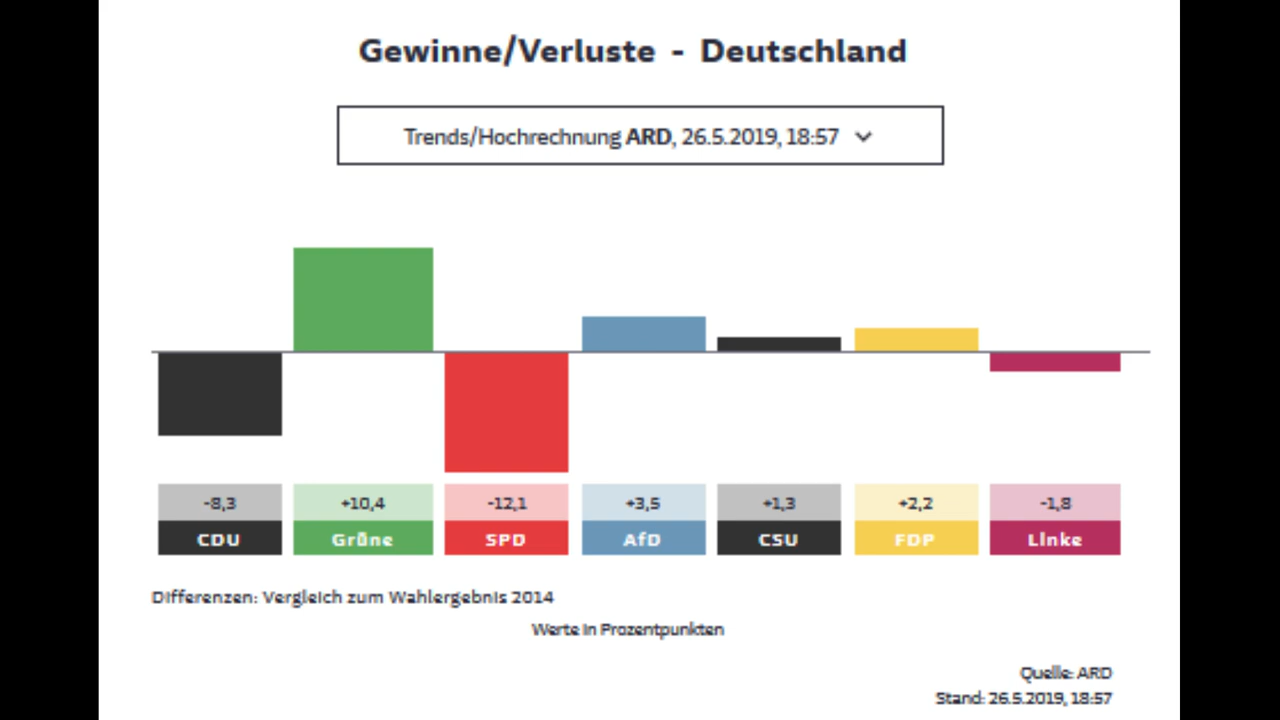 Gewinne/Verluste - Deutschland
Trends/Hochrechnung ARD, 26.5.2019, 18:57
-8,3 +10,4 -12,1 +3,5 +1,3 +2,2 -1,8
CDU Grüne SPD AfD CSU FDP Linke
Differenzen: Vergleich zum Wahlergebnis 2014
Werte in Prozentpunkten
Quelle: ARD
Stand: 26.5.2019, 18:57